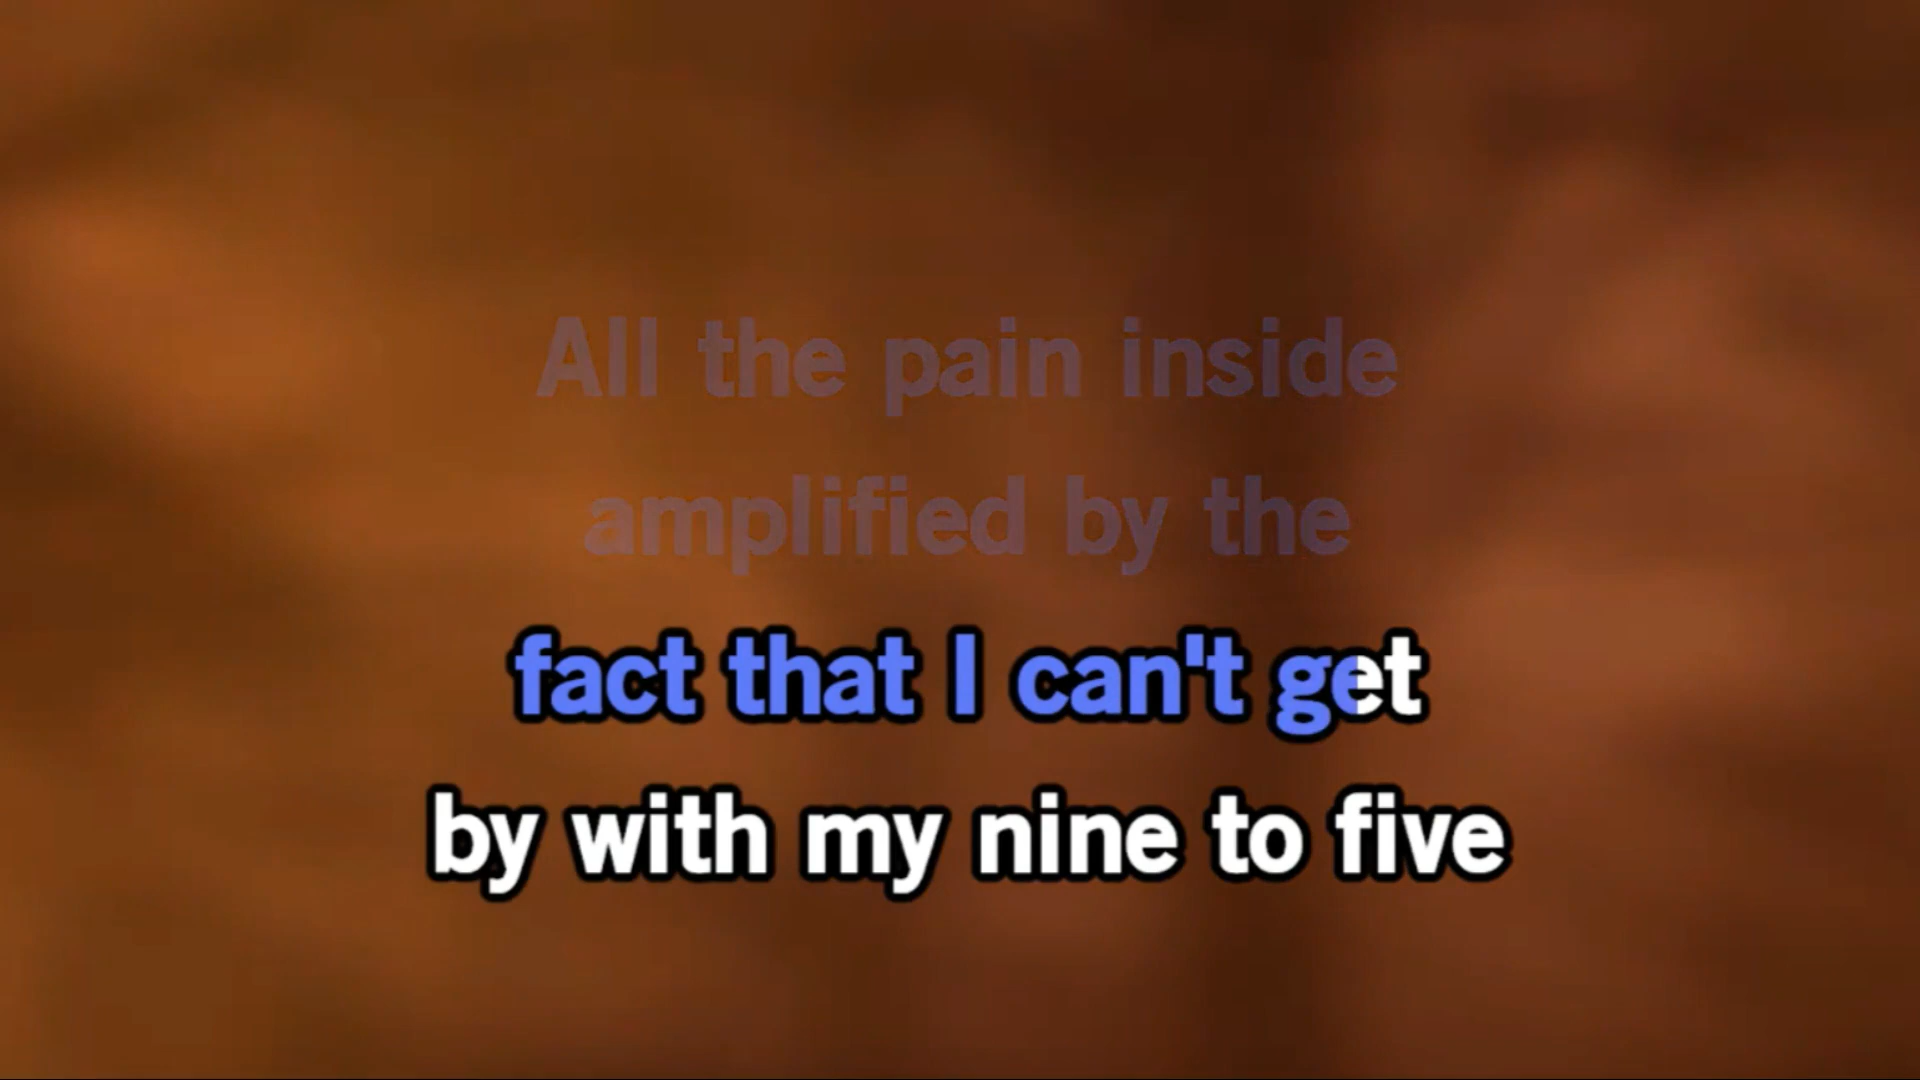 All the pain inside
amplified by the
fact that I can't get
by with my nine to five